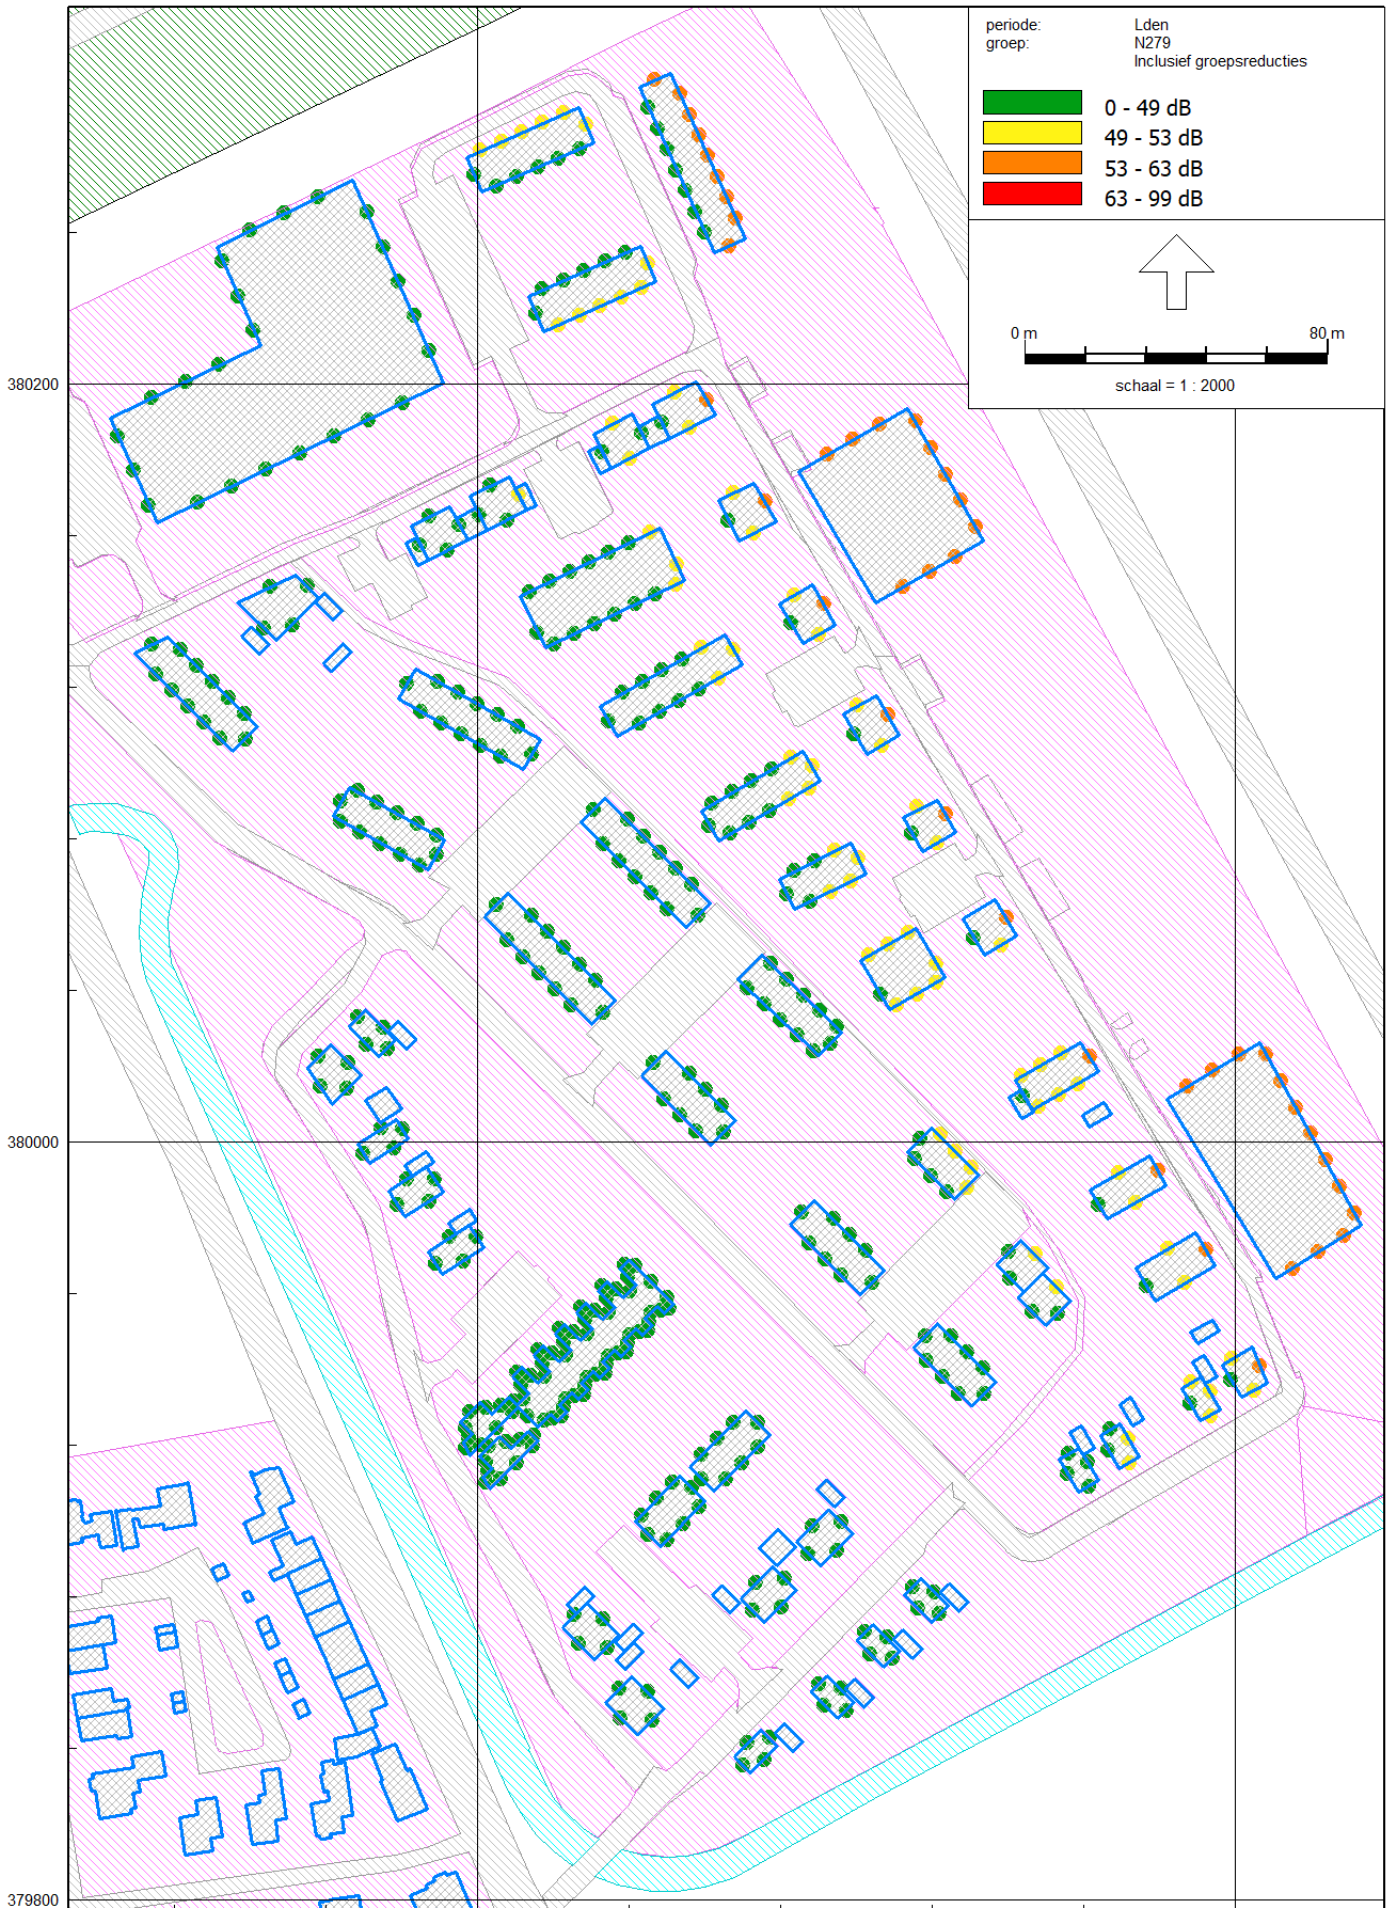 periode: Lden
groep: N279
Inclusief groepsreducties
0 - 49 dB
49 - 53 dB
53 - 63 dB
63 - 99 dB
0 m 80 m
schaal = 1 : 2000
380200
380000
379800